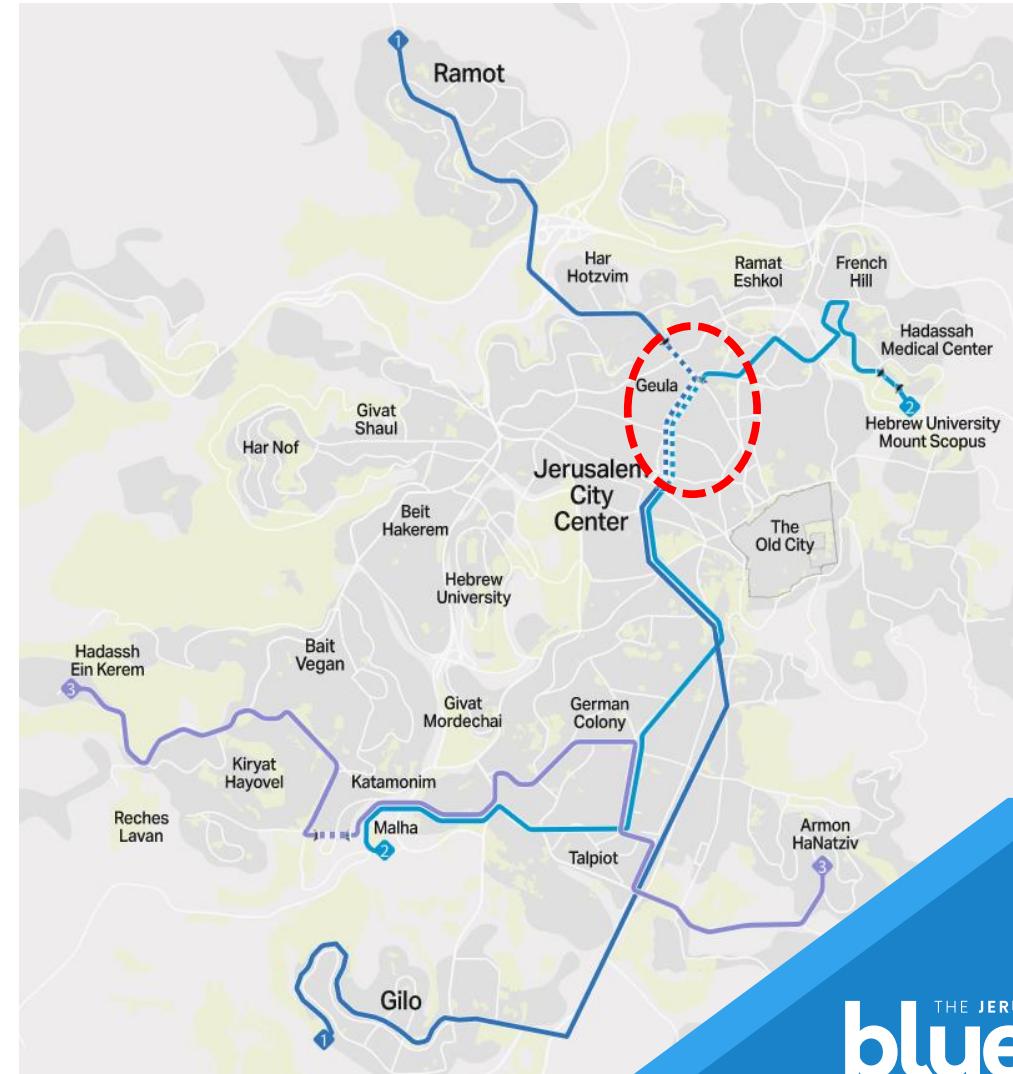 1
Ramot
Har
Hotzvim
Ramat
Eshkol
French
Hill
Hadassah
Medical Center
Geula
2
Hebrew University
Mount Scopus
Givat
Shaul
Har Nof
Jerusalem
City
Center
Beit
Hakerem
The
Old City
Hebrew
University
Hadassh
Ein Kerem
3
Bait
Vegan
Givat
Mordechai
German
Colony
Kiryat
Hayovel
Katamonim
Reches
Lavan
Malha
2
Talpiot
Armon
HaNatziv
3
Gilo
1
THE JERU
blue